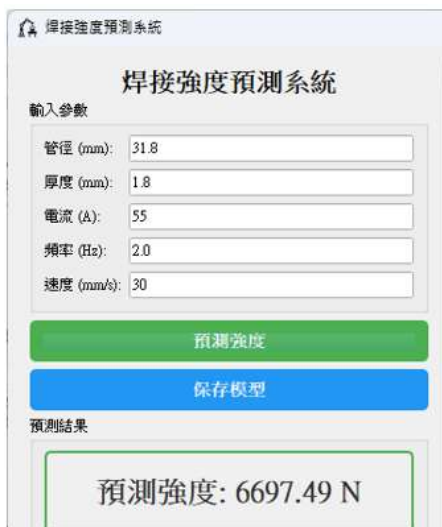 焊接強度預測系統
焊接強度預測系統
輸入參數
管徑 (mm): 31.8
厚度 (mm): 1.8
電流 (A): 55
頻率 (Hz): 2.0
速度 (mm/s): 30
預測強度
保存模型
預測結果
預測強度: 6697.49 N